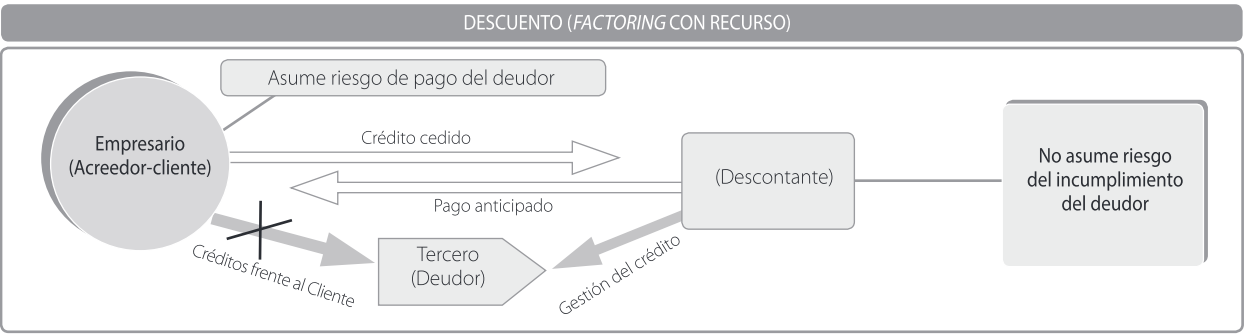 DESCUENTO (FACTORING CON RECURSO)
Asume riesgo de pago del deudor
Empresario
(Acreedor-cliente)
Crédito cedido
(Descontante)
No asume riesgo
del incumplimiento
del deudor
Pago anticipado
Créditos frente al Cliente
Tercero
(Deudor)
Gestión del crédito